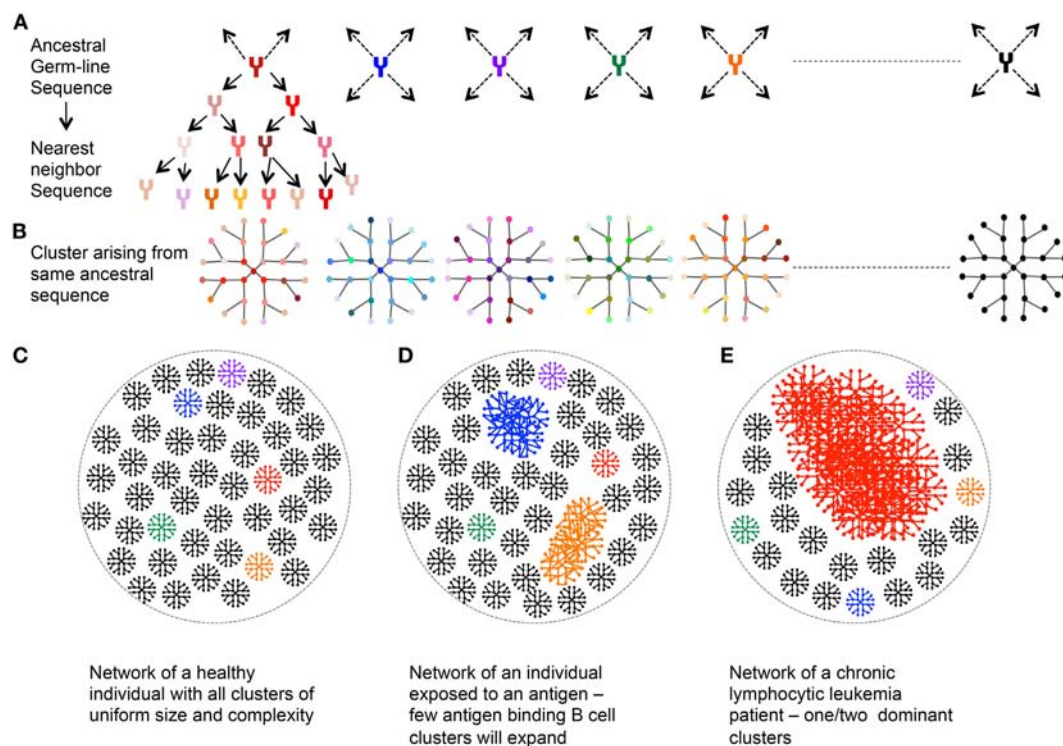 A
Ancestral
Germ-line
Sequence
Nearest
neighbor
Sequence
B
Cluster arising from
same ancestral
sequence
C
D
E
Network of a healthy
individual with all clusters of
uniform size and complexity
Network of an individual
exposed to an antigen –
few antigen binding B cell
clusters will expand
Network of a chronic
lymphocytic leukemia
patient – one/two dominant
clusters